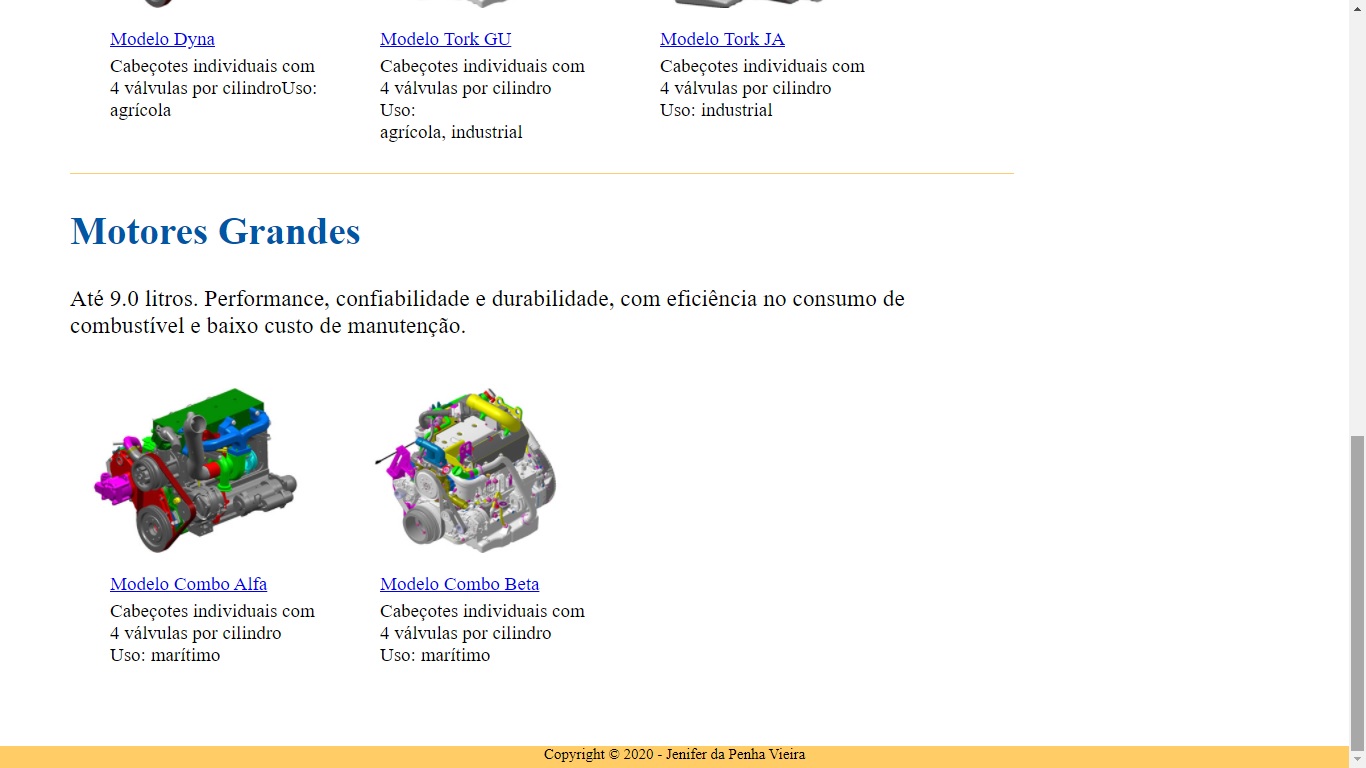 Modelo Dyna
Cabeçotes individuais com
4 válvulas por cilindroUso:
agrícola
Modelo Tork GU
Cabeçotes individuais com
4 válvulas por cilindro
Uso:
agrícola, industrial
Modelo Tork JA
Cabeçotes individuais com
4 válvulas por cilindro
Uso: industrial
Motores Grandes
Até 9.0 litros. Performance, confiabilidade e durabilidade, com eficiência no consumo de
combustível e baixo custo de manutenção.
Modelo Combo Alfa
Cabeçotes individuais com
4 válvulas por cilindro
Uso: marítimo
Modelo Combo Beta
Cabeçotes individuais com
4 válvulas por cilindro
Uso: marítimo
Copyright © 2020 - Jenifer da Penha Vieira